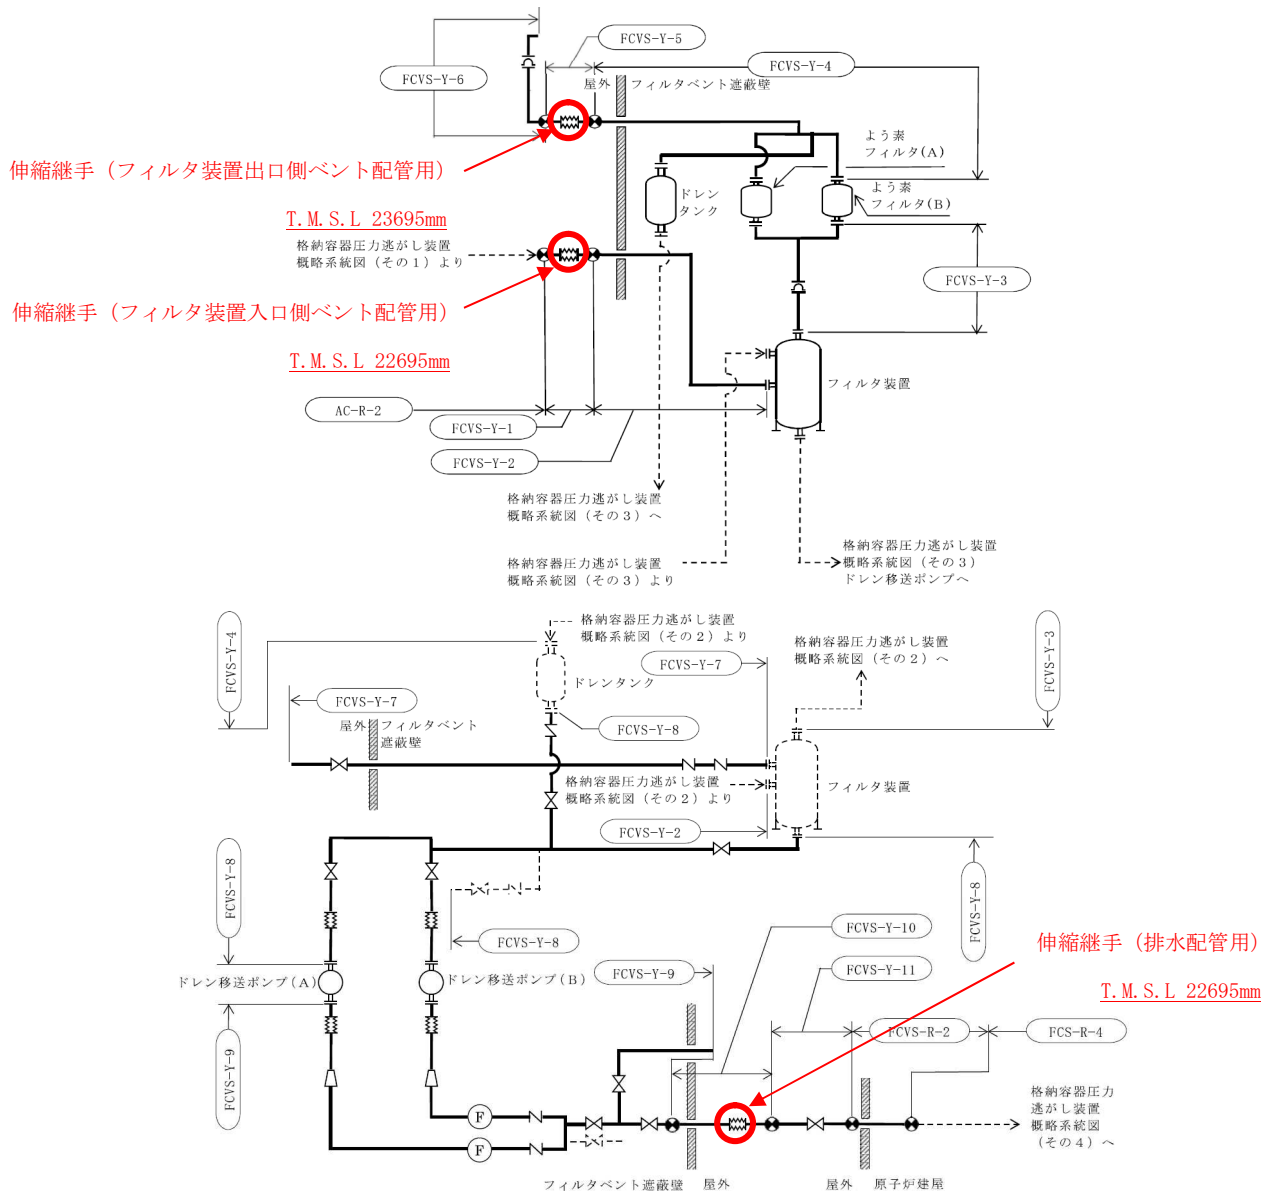 FCVS-Y-5
FCVS-Y-6
FCVS-Y-4
屋外
フィルタベント遮蔽壁
伸縮継手（フィルタ装置出口側ベント配管用）
T.M.S.L 23695mm
よう素
フィルタ(A)
よう素
フィルタ(B)
ドレン
タンク
格納容器圧力逃がし装置
概略系統図（その１）より
FCVS-Y-3
伸縮継手（フィルタ装置入口側ベント配管用）
T.M.S.L 22695mm
フィルタ装置
AC-R-2
FCVS-Y-1
FCVS-Y-2
格納容器圧力逃がし装置
概略系統図（その３）へ
格納容器圧力逃がし装置
概略系統図（その３）より
格納容器圧力逃がし装置
概略系統図（その３）
ドレン移送ポンプへ
FCVS-Y-4
格納容器圧力逃がし装置
概略系統図（その２）より
格納容器圧力逃がし装置
概略系統図（その２）へ
FCVS-Y-3
FCVS-Y-7
ドレンタンク
FCVS-Y-7
屋外
フィルタベント
遮蔽壁
FCVS-Y-8
格納容器圧力逃がし装置
概略系統図（その２）より
フィルタ装置
FCVS-Y-2
FCVS-Y-8
FCVS-Y-8
FCVS-Y-8
FCVS-Y-10
伸縮継手（排水配管用）
T.M.S.L 22695mm
FCVS-Y-9
FCVS-Y-11
ドレン移送ポンプ(A)
ドレン移送ポンプ(B)
FCVS-Y-9
FCVS-R-2
FCS-R-4
F
F
格納容器圧力
逃がし装置
概略系統図
（その４）へ
フィルタベント遮蔽壁
屋外
屋外
原子炉建屋